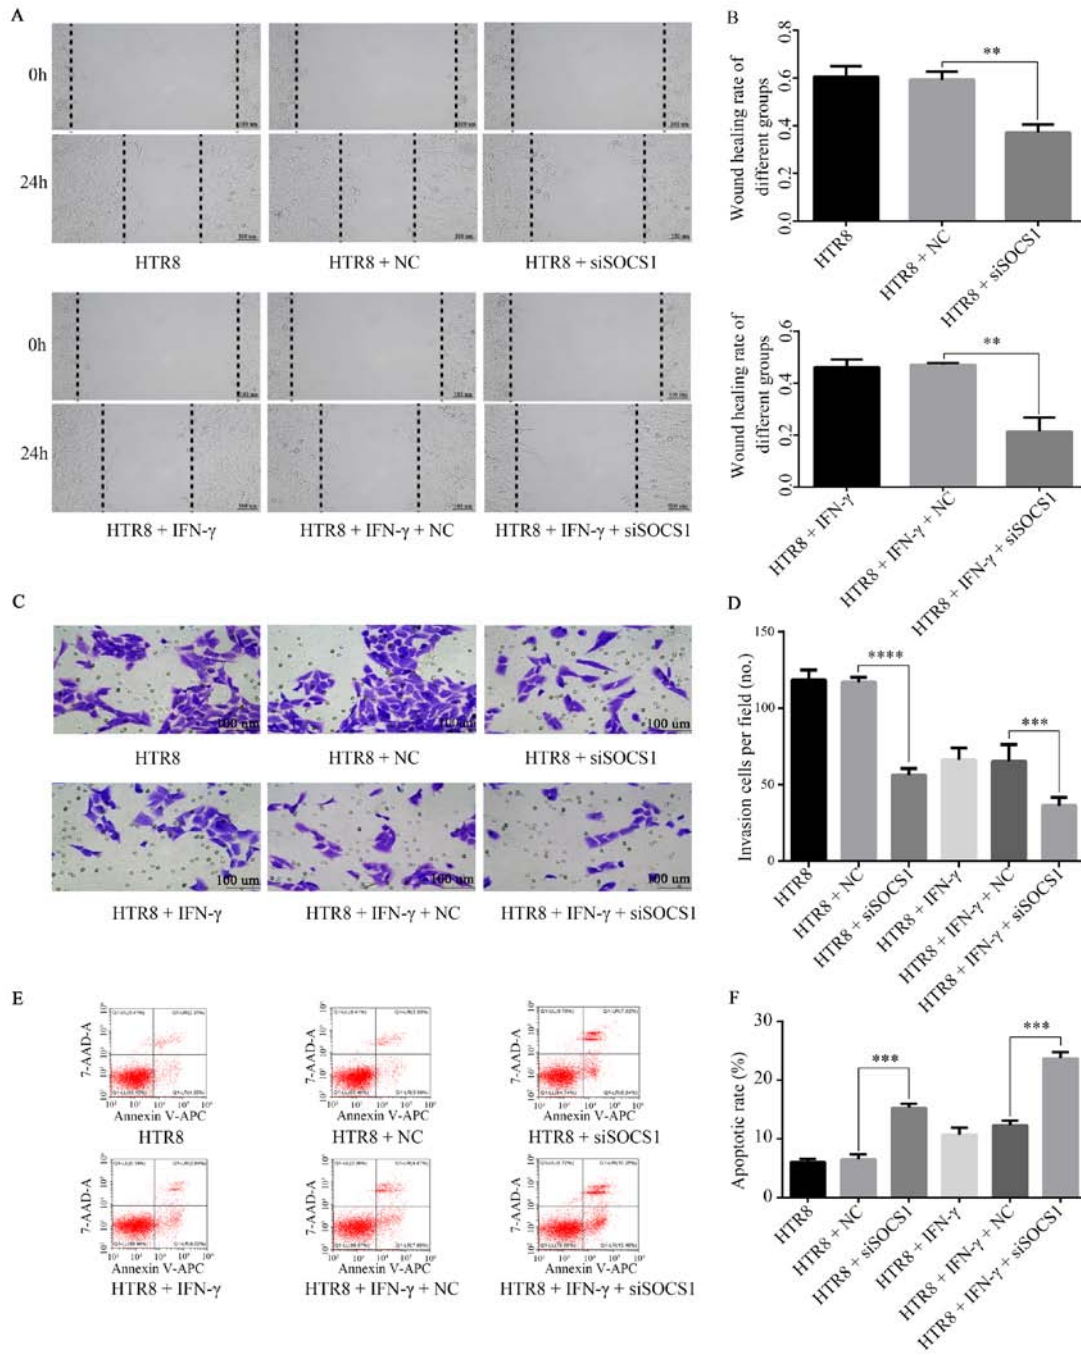 A
0h
24h
HTR8
HTR8 + NC
HTR8 + siSOCS1
0h
24h
HTR8 + IFN-γ
HTR8 + IFN-γ + NC
HTR8 + IFN-γ + siSOCS1
B
Wound healing rate of
different groups
0.8
0.6
0.4
0.2
0.0
**
HTR8
HTR8 + NC
HTR8 + siSOCS1
Wound healing rate of
different groups
0.6
0.4
0.2
0.0
**
HTR8 + IFN-γ
HTR8 + IFN-γ + NC
HTR8 + IFN-γ + siSOCS1
C
100 um
100 um
100 um
HTR8
HTR8 + NC
HTR8 + siSOCS1
100 um
100 um
100 um
HTR8 + IFN-γ
HTR8 + IFN-γ + NC
HTR8 + IFN-γ + siSOCS1
D
Invasion cells per field (no.)
150
100
50
0
****
***
HTR8
HTR8 + NC
HTR8 + siSOCS1
HTR8 + IFN-γ
HTR8 + IFN-γ + NC
HTR8 + IFN-γ + siSOCS1
E
7-AAD-A
Annexin V-APC
HTR8
7-AAD-A
Annexin V-APC
HTR8 + NC
7-AAD-A
Annexin V-APC
HTR8 + siSOCS1
7-AAD-A
Annexin V-APC
HTR8 + IFN-γ
7-AAD-A
Annexin V-APC
HTR8 + IFN-γ + NC
7-AAD-A
Annexin V-APC
HTR8 + IFN-γ + siSOCS1
F
Apoptotic rate (%)
30
20
10
0
***
***
HTR8
HTR8 + NC
HTR8 + siSOCS1
HTR8 + IFN-γ
HTR8 + IFN-γ + NC
HTR8 + IFN-γ + siSOCS1